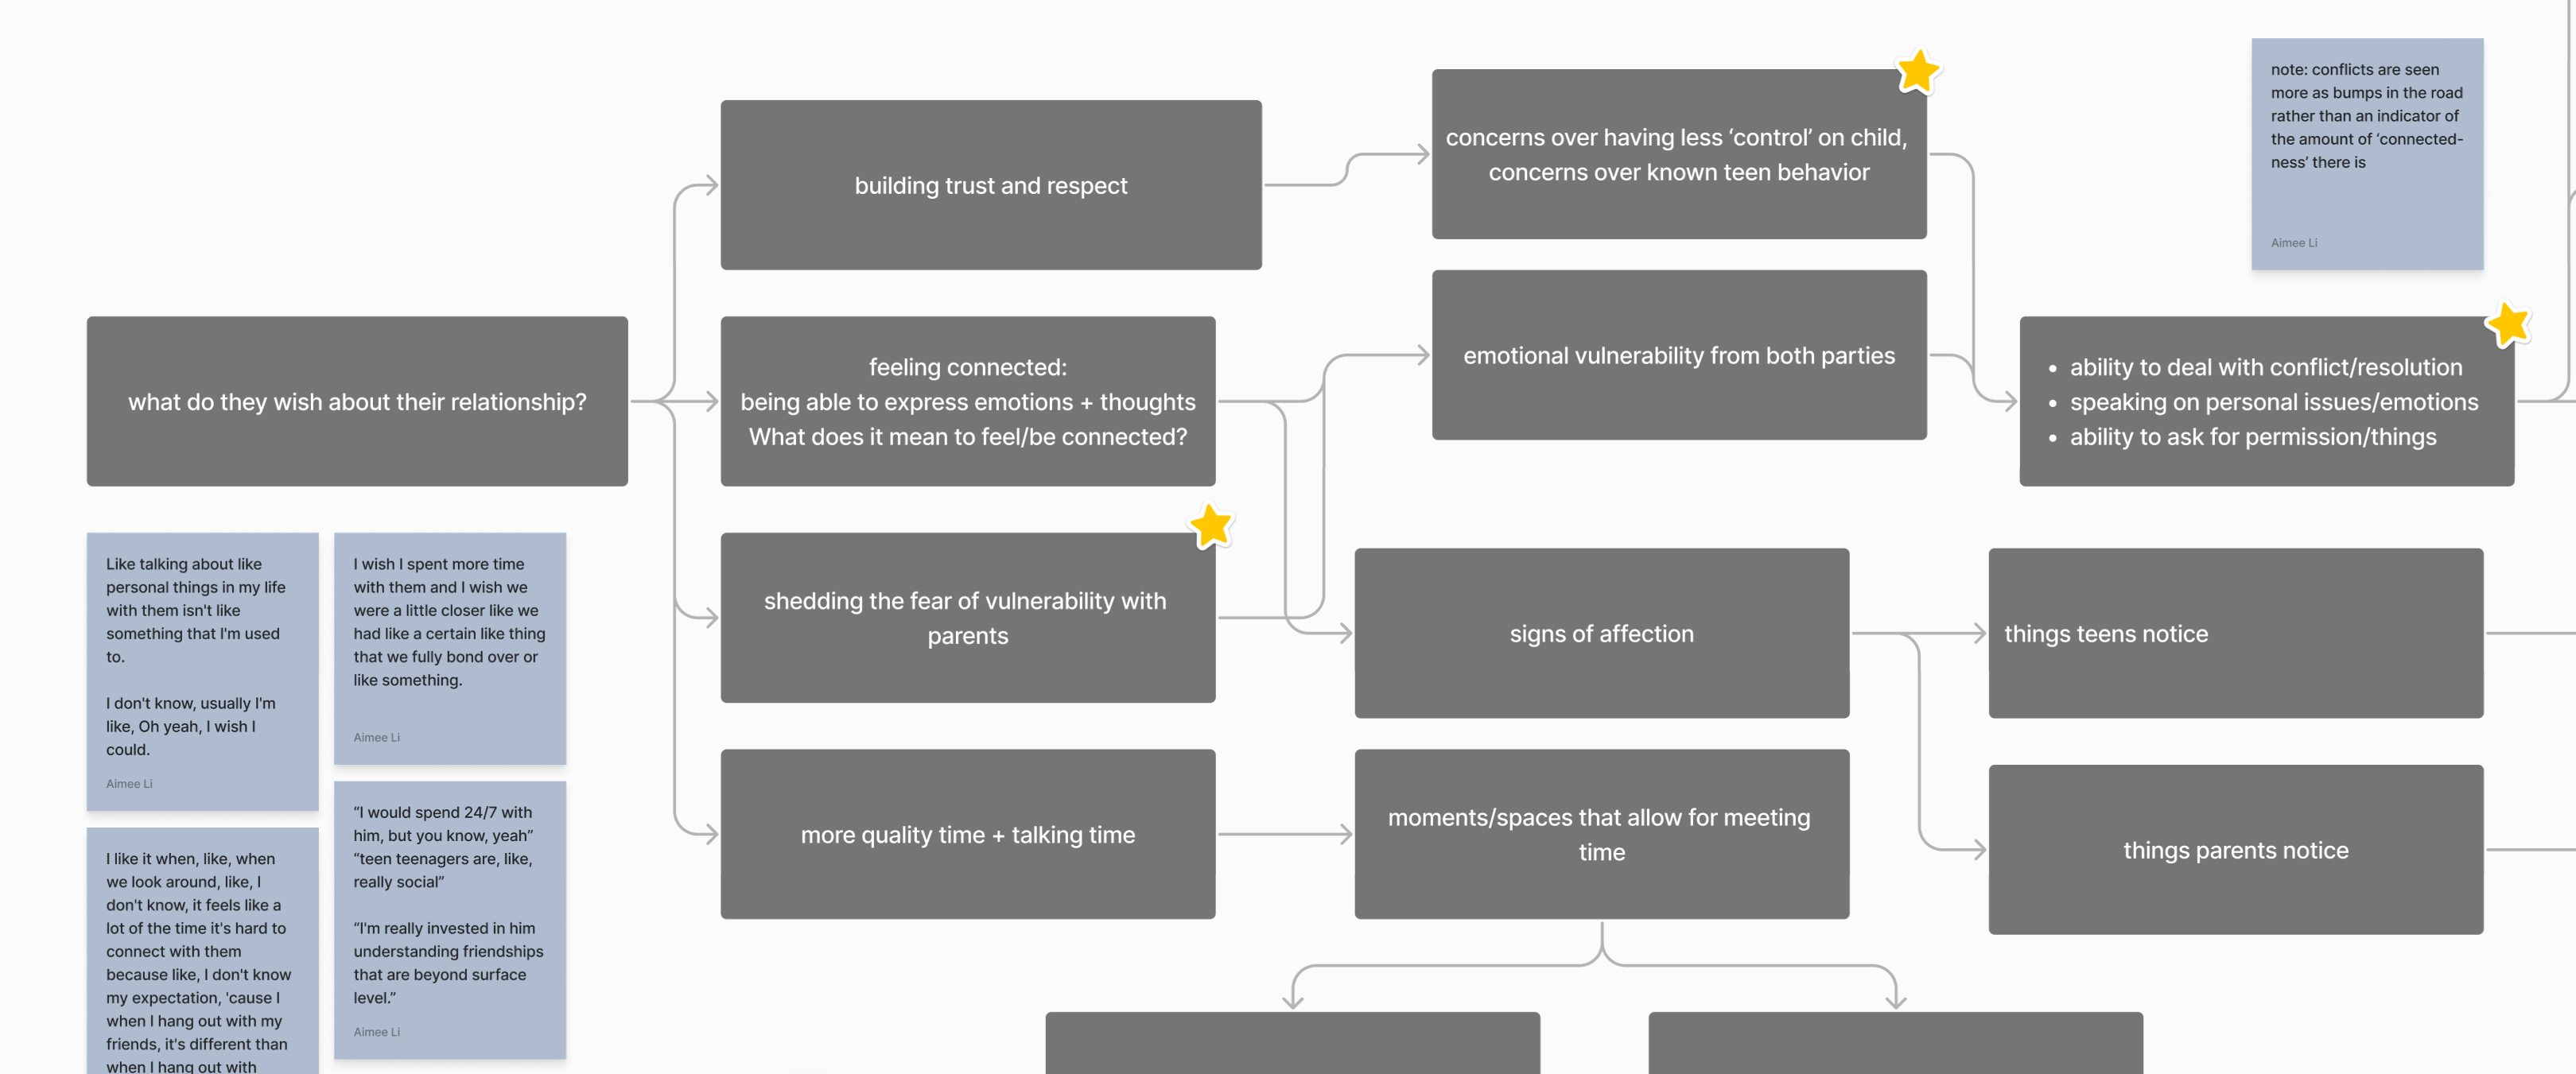 note: conflicts are seen
more as bumps in the road
rather than an indicator of
the amount of ‘connected-
ness’ there is
Aimee Li
concerns over having less ‘control’ on child,
concerns over known teen behavior
building trust and respect
emotional vulnerability from both parties
what do they wish about their relationship?
feeling connected:
being able to express emotions + thoughts
What does it mean to feel/be connected?
• ability to deal with conflict/resolution
• speaking on personal issues/emotions
• ability to ask for permission/things
Like talking about like
personal things in my life
with them isn't like
something that I'm used
to.
I don't know, usually I'm
like, Oh yeah, I wish I
could.
Aimee Li
I wish I spent more time
with them and I wish we
were a little closer like we
had like a certain like thing
that we fully bond over or
like something.
Aimee Li
shedding the fear of vulnerability with
parents
signs of affection
things teens notice
I like it when, like, when
we look around, like, I
don't know, it feels like a
lot of the time it's hard to
connect with them
because like, I don't know
my expectation, 'cause I
when I hang out with my
friends, it's different than
when I hang out with
“I would spend 24/7 with
him, but you know, yeah”
“teen teenagers are, like,
really social”
“I'm really invested in him
understanding friendships
that are beyond surface
level.”
Aimee Li
more quality time + talking time
moments/spaces that allow for meeting
time
things parents notice